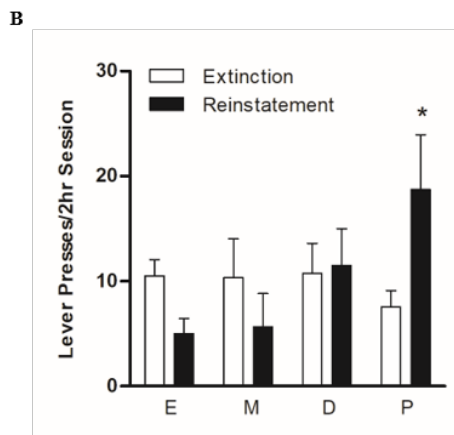 B
30
Extinction
Reinstatement
*
20
Lever Presses/2hr Session
10
0
E M D P